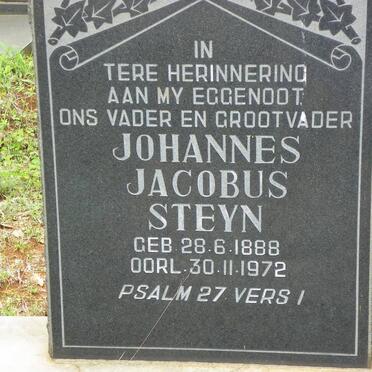 IN
TERE HERINNERING
AAN MY EGGENOOT
ONS VADER EN GROOTVADER
JOHANNES
JACOBUS
STEYN
GEB. 28.6.1888
OORL. 30.11.1972
PSALM 27 VERS 1